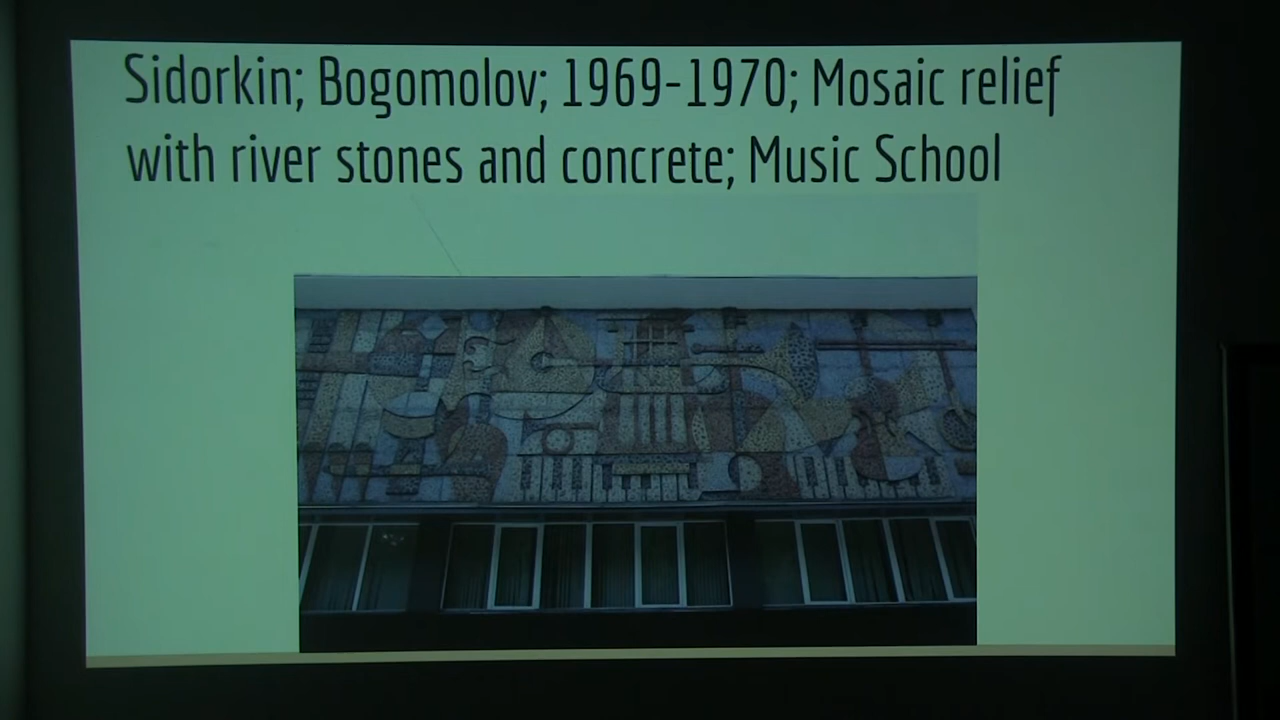 Sidorkin; Bogomolov; 1969-1970; Mosaic relief
with river stones and concrete; Music School